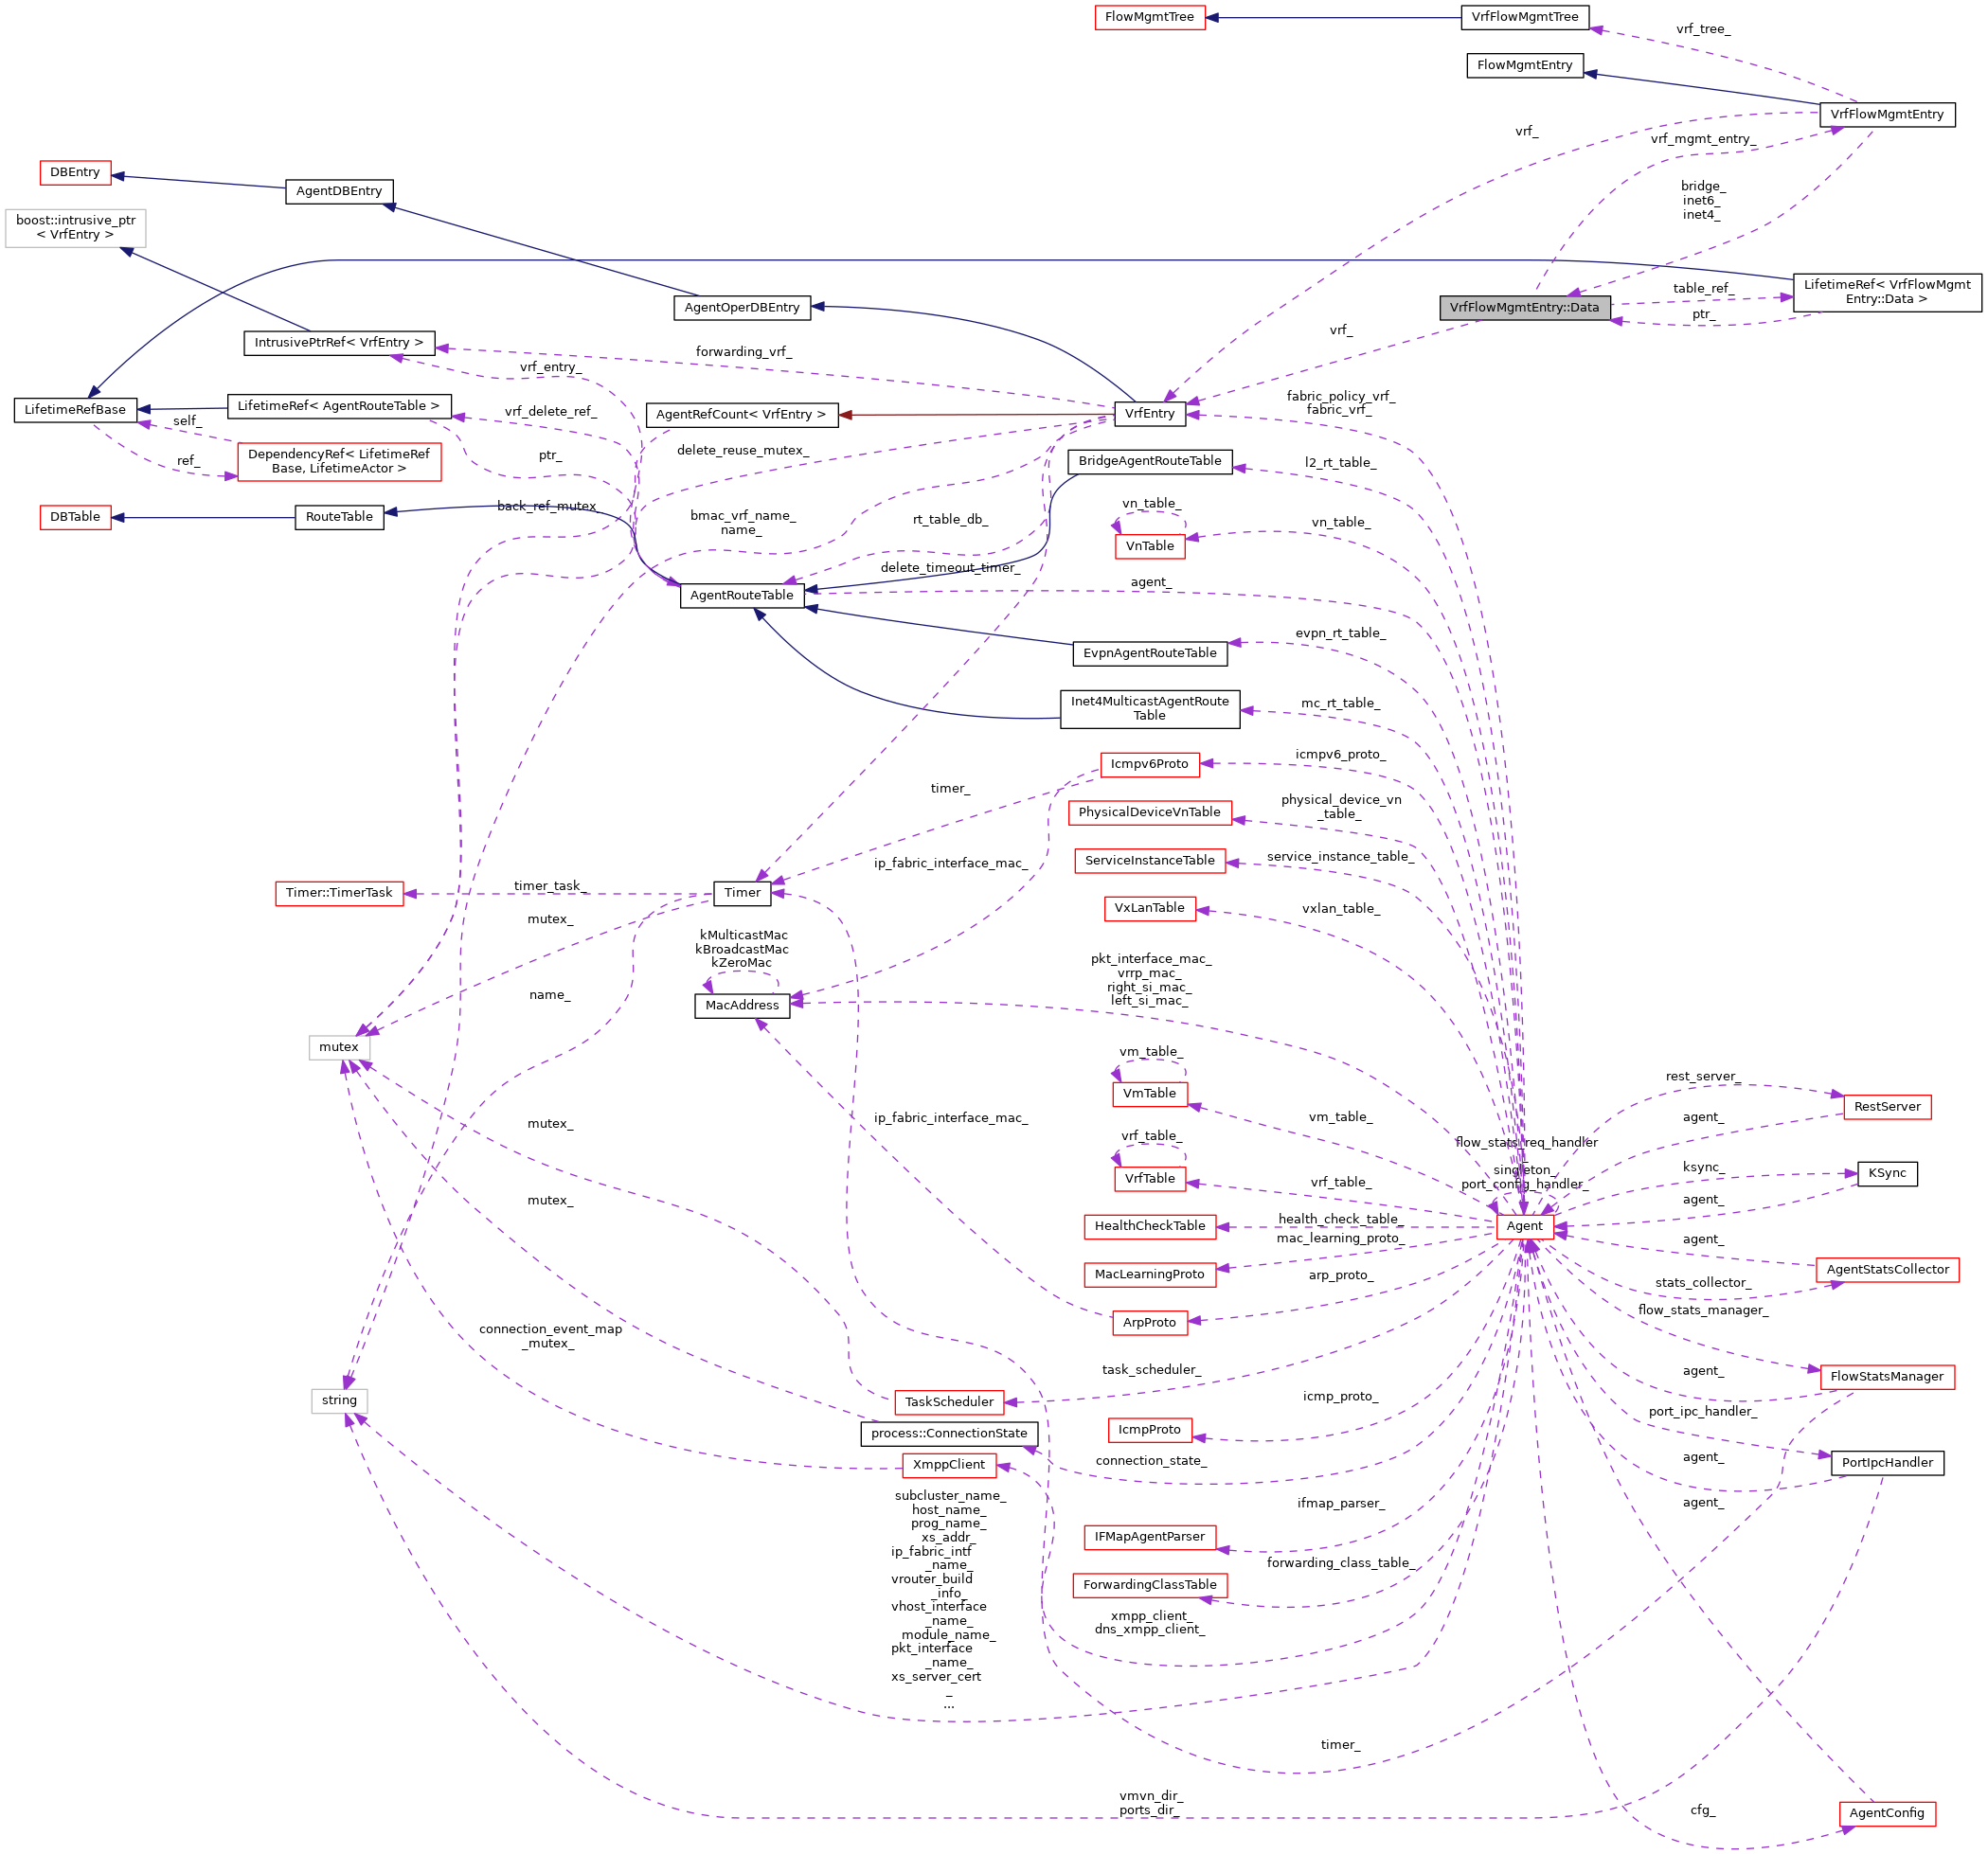 FlowMgmtTree
VrfFlowMgmtTree
vrf_tree_
FlowMgmtEntry
VrfFlowMgmtEntry
vrf_
vrf_mgmt_entry_
DBEntry
AgentDBEntry
bridge_
inet6_
inet4_
boost::intrusive_ptr
< VrfEntry >
LifetimeRef< VrfFlowMgmt
Entry::Data >
table_ref_
ptr_
VrfFlowMgmtEntry::Data
AgentOperDBEntry
vrf_
IntrusivePtrRef< VrfEntry >
forwarding_vrf_
vrf_entry_
fabric_policy_vrf_
fabric_vrf_
LifetimeRefBase
LifetimeRef< AgentRouteTable >
vrf_delete_ref_
AgentRefCount< VrfEntry >
VrfEntry
self_
ref_
DependencyRef< LifetimeRef
Base, LifetimeActor >
ptr_
delete_reuse_mutex_
BridgeAgentRouteTable
l2_rt_table_
DBTable
RouteTable
back_ref_mutex_
bmac_vrf_name_
name_
rt_table_db_
vn_table_
vn_table_
VnTable
delete_timeout_timer_
AgentRouteTable
agent_
evpn_rt_table_
EvpnAgentRouteTable
Inet4MulticastAgentRoute
Table
mc_rt_table_
Icmpv6Proto
icmpv6_proto_
timer_
PhysicalDeviceVnTable
physical_device_vn
_table_
ServiceInstanceTable
service_instance_table_
ip_fabric_interface_mac_
Timer::TimerTask
timer_task_
Timer
mutex_
VxLanTable
vxlan_table_
kMulticastMac
kBroadcastMac
kZeroMac
MacAddress
name_
pkt_interface_mac_
vrrp_mac_
right_si_mac_
left_si_mac_
mutex
vm_table_
VmTable
vm_table_
mutex_
ip_fabric_interface_mac_
rest_server_
RestServer
agent_
flow_stats_req_handler
_
singleton_
port_config_handler_
vrf_table_
VrfTable
vrf_table_
ksync_
KSync
agent_
mutex_
HealthCheckTable
health_check_table_
Agent
mac_learning_proto_
MacLearningProto
agent_
AgentStatsCollector
stats_collector_
arp_proto_
ArpProto
flow_stats_manager_
connection_event_map
_mutex_
task_scheduler_
TaskScheduler
agent_
FlowStatsManager
string
icmp_proto_
IcmpProto
port_ipc_handler_
process::ConnectionState
connection_state_
XmppClient
agent_
PortIpcHandler
agent_
subcluster_name_
host_name_
prog_name_
xs_addr_
ip_fabric_intf
_name_
vrouter_build
_info_
vhost_interface
_name_
module_name_
pkt_interface
_name_
xs_server_cert
_
...
ifmap_parser_
IFMapAgentParser
forwarding_class_table_
ForwardingClassTable
xmpp_client_
dns_xmpp_client_
timer_
vmvn_dir_
ports_dir_
cfg_
AgentConfig